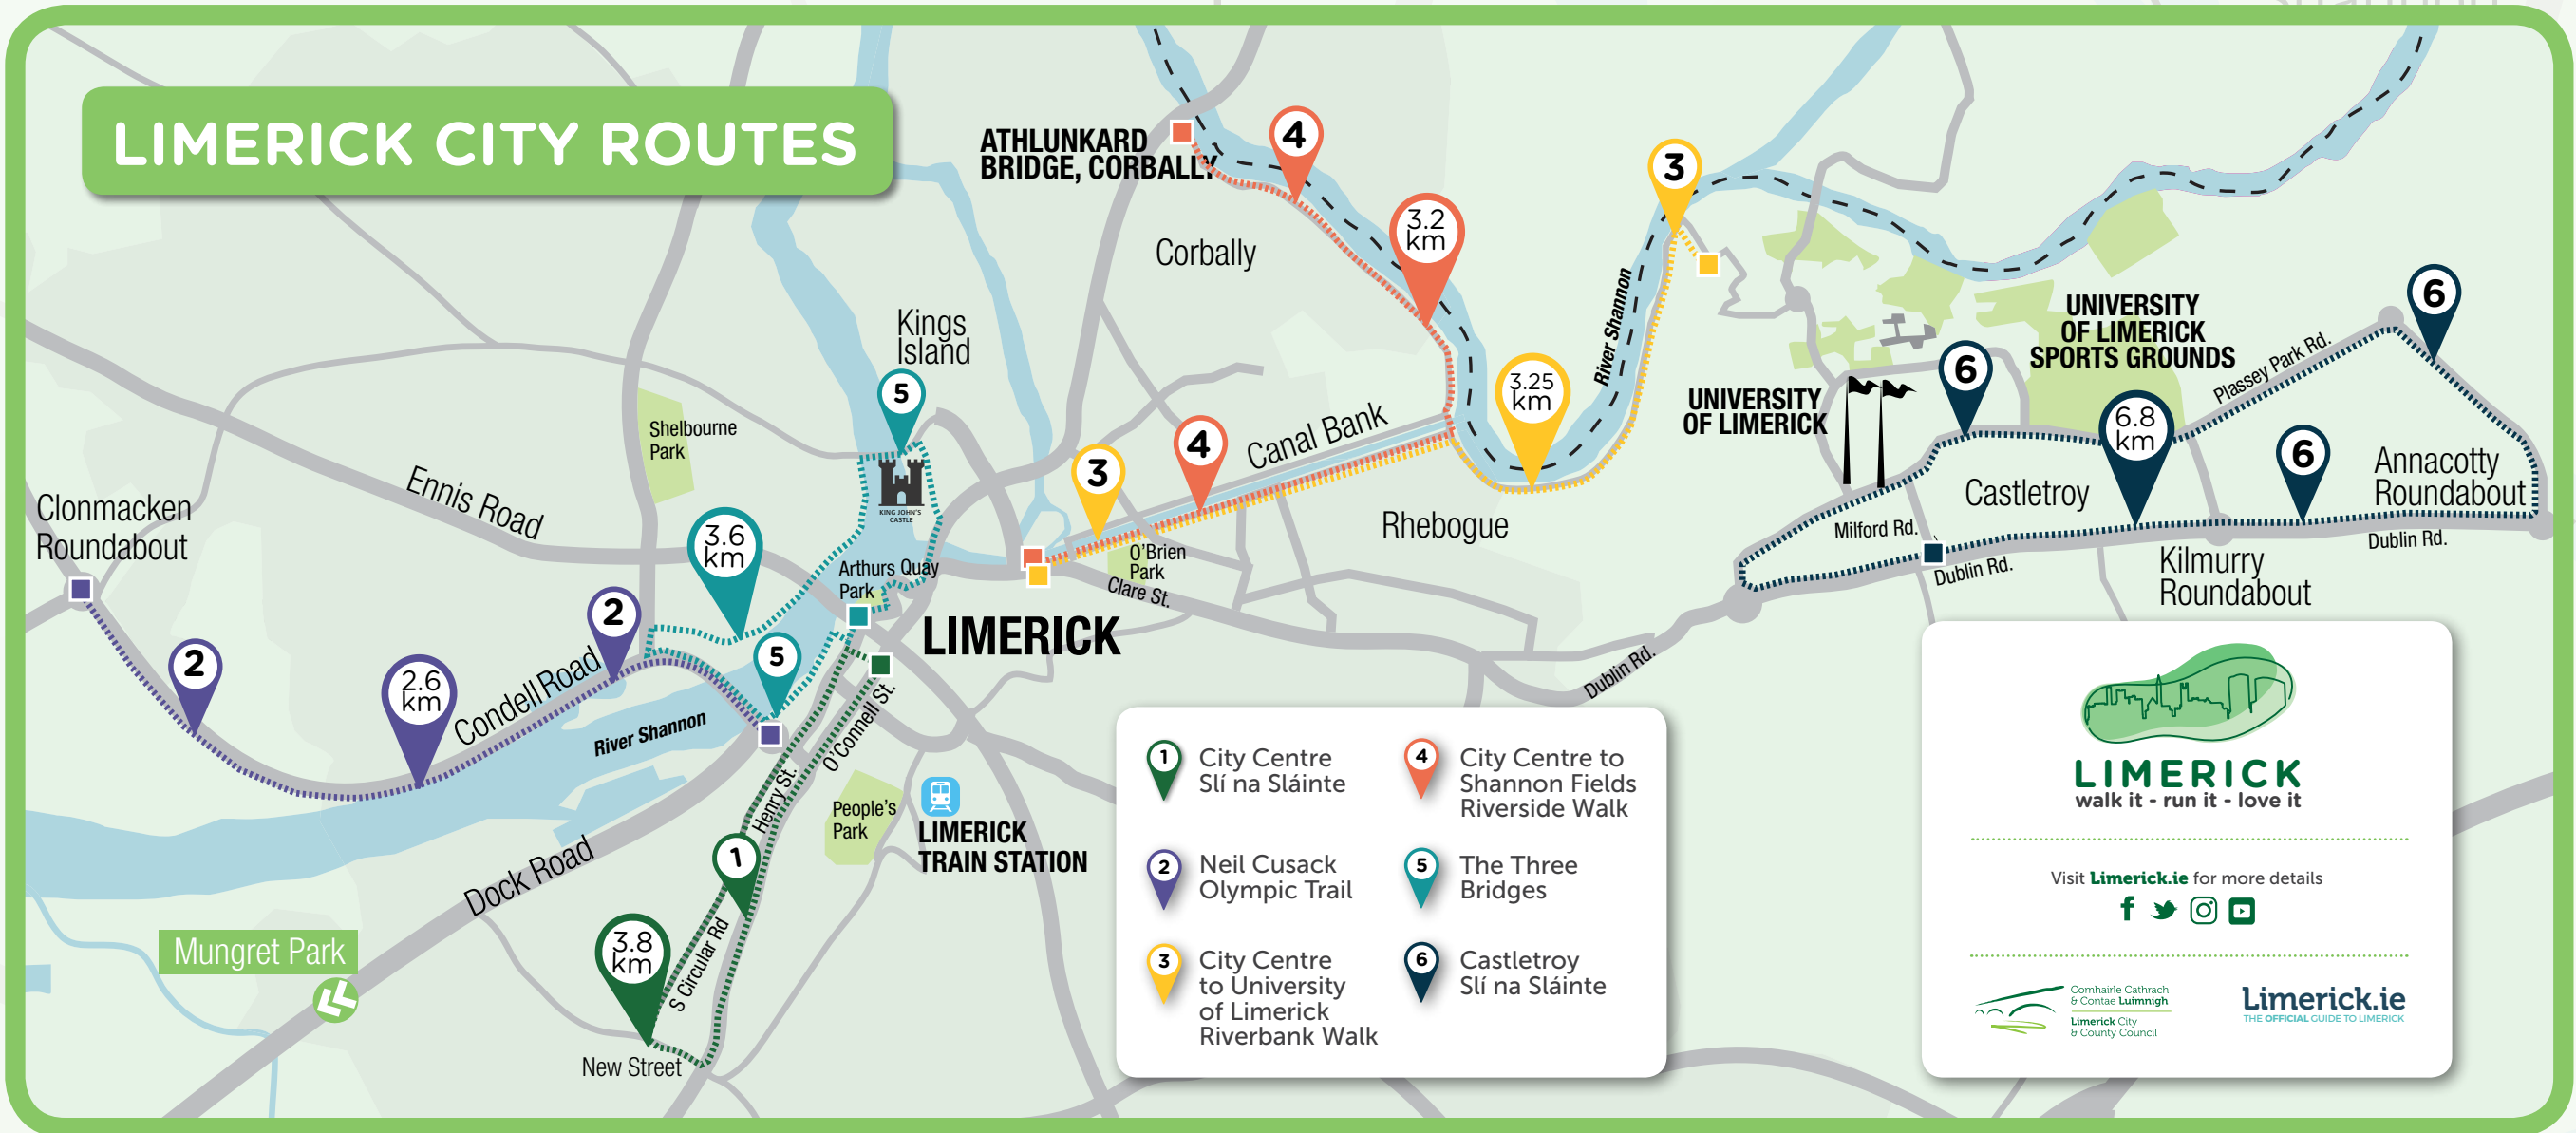 LIMERICK CITY ROUTES
ATHLUNKARD
BRIDGE, CORBALLY
4
3.2
km
3
Corbally
Kings
Island
5
River Shannon
3.25
km
UNIVERSITY
OF LIMERICK
SPORTS GROUNDS
6
Plassey Park Rd.
6
UNIVERSITY
OF LIMERICK
6.8
km
6
Annacotty
Roundabout
Castletroy
Milford Rd.
Dublin Rd.
Dublin Rd.
Kilmurry
Roundabout
Shelbourne
Park
Ennis Road
Clonmacken
Roundabout
KING JOHN'S
CASTLE
3
4
Canal Bank
Rhebogue
O'Brien
Park
Clare St.
3.6
km
Arthurs Quay
Park
LIMERICK
2
2
2.6
km
Condell Road
5
River Shannon
O'Connell St.
Henry St.
Dublin Rd.
People's
Park
LIMERICK
TRAIN STATION
Dock Road
1
S Circular Rd
3.8
km
New Street
Mungret Park
1
City Centre
Slí na Sláinte
2
Neil Cusack
Olympic Trail
3
City Centre
to University
of Limerick
Riverbank Walk
4
City Centre to
Shannon Fields
Riverside Walk
5
The Three
Bridges
6
Castletroy
Slí na Sláinte
LIMERICK
walk it - run it - love it
Visit Limerick.ie for more details
Comhairle Cathrach
& Contae Luimnigh
Limerick City
& County Council
Limerick.ie
THE OFFICIAL GUIDE TO LIMERICK